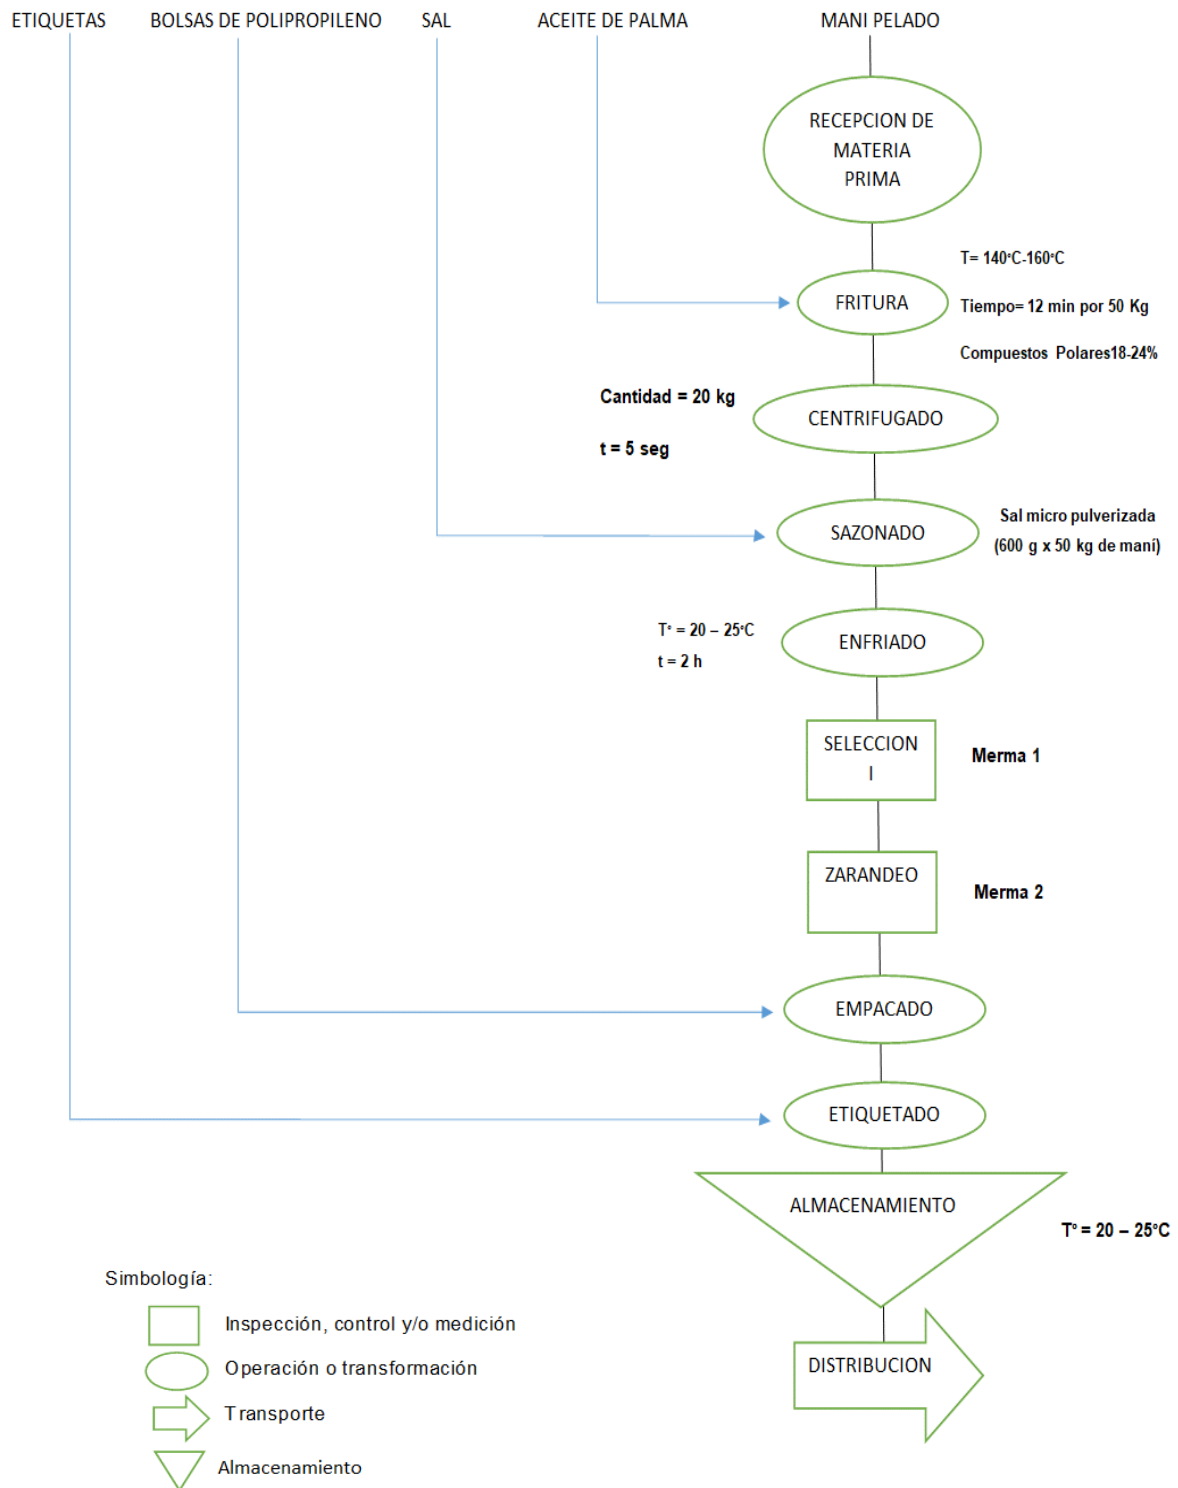 ETIQUETAS
BOLSAS DE POLIPROPILENO
SAL
ACEITE DE PALMA
MANI PELADO
RECEPCION DE
MATERIA
PRIMA
T= 140°C-160°C
FRITURA
Tiempo= 12 min por 50 Kg
Compuestos Polares18-24%
Cantidad = 20 kg
t = 5 seg
CENTRIFUGADO
SAZONADO
Sal micro pulverizada
(600 g x 50 kg de maní)
T° = 20 – 25°C
t = 2 h
ENFRIADO
SELECCION
I
Merma 1
ZARANDEO
Merma 2
EMPACADO
ETIQUETADO
ALMACENAMIENTO
T° = 20 – 25°C
DISTRIBUCION
Simbología:
Inspección, control y/o medición
Operación o transformación
Transporte
Almacenamiento